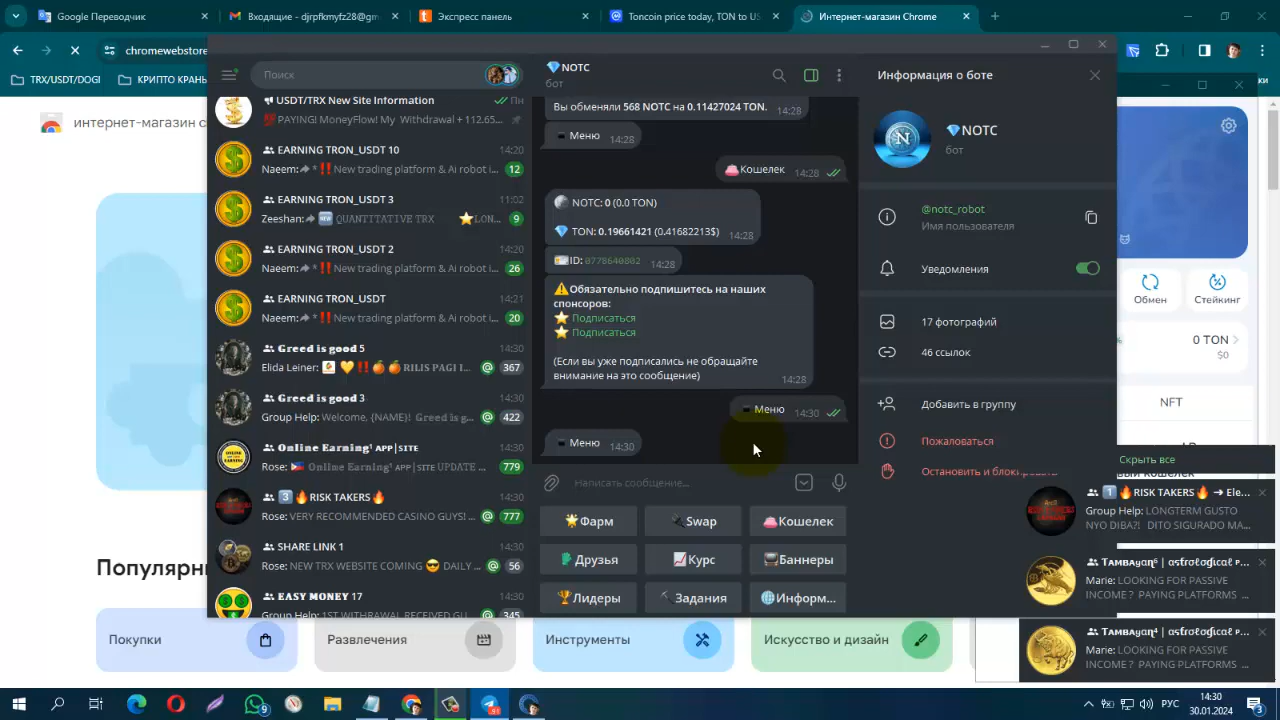 Google Переводчик
Входящие - djrpfkmyfz28@gm
Экспресс панель
Toncoin price today, TON to US
Интернет-магазин Chrome
chromewebsto
TRX/USDT/DOGI
КРИПТО КРАНЫ
интернет-магазин c
Популярны
Покупки
Развлечения
Инструменты
Искусство и дизайн
Поиск
USDT/TRX New Site Information
Пн
PAYING! MoneyFlow! My Withdrawal + 112.65...
EARNING TRON_USDT 10
14:20
Naeem: * ‼️New trading platform & Ai robot i...
12
EARNING TRON_USDT 3
11:02
Zeeshan: NEW QUANTITATIVE TRX ⭐LON...
9
EARNING TRON_USDT 2
14:20
Naeem: * ‼️New trading platform & Ai robot i...
26
EARNING TRON_USDT
14:21
Naeem: * ‼️New trading platform & Ai robot i...
20
Greed is good 5
14:30
Elida Leiner: 🎴💛‼️🍊🍊RILIS PAGI I...
@ 367
Greed is good 3
14:30
Group Help: Welcome, {NAME}! Greed is g...
@ 422
Online Earning¹ APP|SITE
14:30
Rose: 🇵🇭 Online Earning¹ APP|SITE UPDATE ...
779
3️⃣🔥RISK TAKERS🔥
14:30
Rose: VERY RECOMMENDED CASINO GUYS! ...
@ 777
SHARE LINK 1
14:30
Rose: NEW TRX WEBSITE COMING 😎 DAILY ...
@ 56
EASY MONEY 17
14:30
Group Help: 1ST WITHDRAWAL RECEIVED GU
@ 345
💎NOTC
бот
Вы обменяли 568 NOTC на 0.11427024 TON.
14:28
Меню 14:28
👛Кошелек 14:28
NOTC: 0 (0.0 TON)
💎 TON: 0.19661421 (0.41682213$)
14:28
🪪ID: 0778640802 14:28
⚠️Обязательно подпишитесь на наших
спонсоров:
⭐ Подписаться
⭐ Подписаться
(Если вы уже подписались не обращайте
внимание на это сообщение)
14:28
Меню 14:30
Меню 14:30
Написать сообщение...
🌟Фарм
🔌Swap
👛Кошелек
Друзья
📈Курс
Баннеры
🏆Лидеры
⛏Задания
🌐Информ...
Информация о боте
💎NOTC
бот
@notc_robot
Имя пользователя
Уведомления
17 фотографий
46 ссылок
Добавить в группу
Пожаловаться
Остановить и блокировать
Обмен
Стейкинг
0 TON
$0
NFT
Скрыть все
1️⃣🔥RISK TAKERS🔥 ➜ Ele...
Group Help: LONGTERM GUSTO
NYO DIBA?! DITO SIGURADO MA...
Tᴀᴍʙᴀyαɳ⁶ | αѕtrσlσgícαl ᴘ...
Marie: LOOKING FOR PASSIVE
INCOME ? PAYING PLATFORMS ...
Tᴀᴍʙᴀyαɳ⁴ | αѕtrσlσgícαl ᴘ...
Marie: LOOKING FOR PASSIVE
INCOME ? PAYING PLATFORMS ...
РУС
14:30
30.01.2024